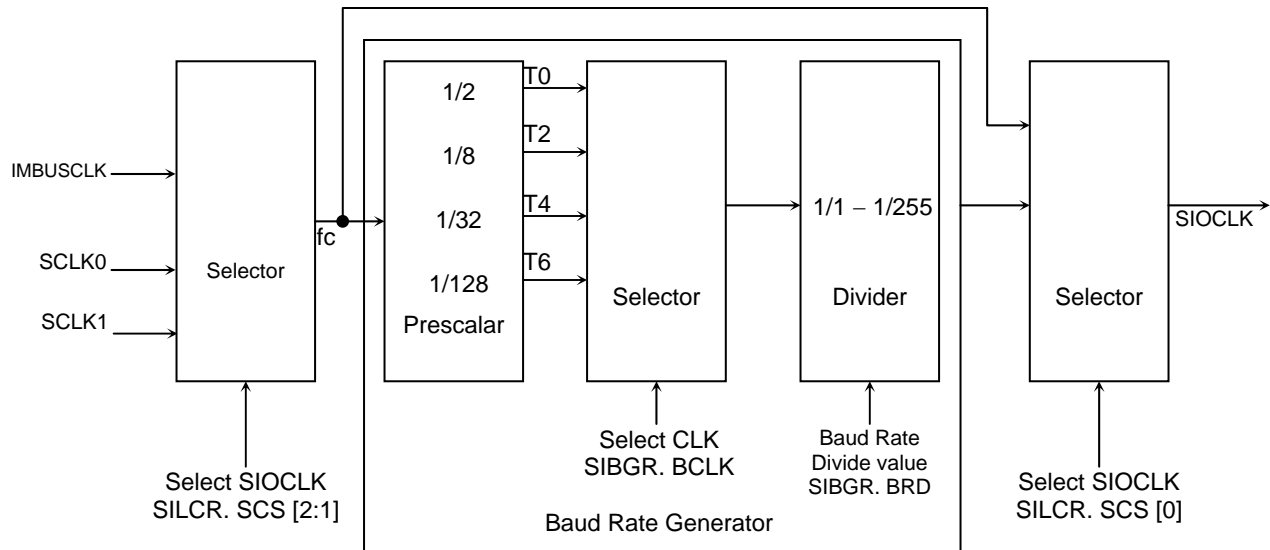 IMBUSCLK
SCLK0
SCLK1
Selector
Select SIOCLK
SILCR. SCS [2:1]
fc
1/2
1/8
1/32
1/128
Prescalar
T0
T2
T4
T6
Selector
Select CLK
SIBGR. BCLK
1/1 – 1/255
Divider
Baud Rate
Divide value
SIBGR. BRD
Baud Rate Generator
Selector
Select SIOCLK
SILCR. SCS [0]
SIOCLK